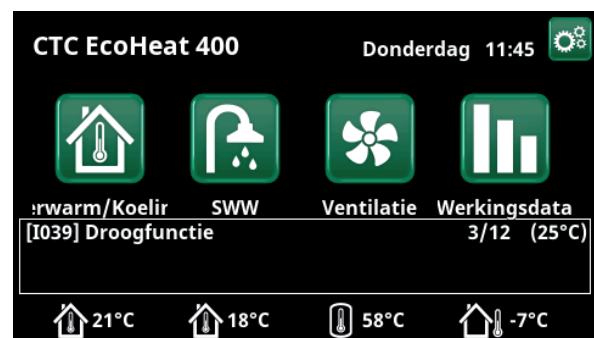 CTC EcoHeat 400 Donderdag 11:45
erwarm/Koelir SWW Ventilatie Werkingsdata
[I039] Droogfunctie 3/12 (25°C)
21°C 18°C 58°C -7°C